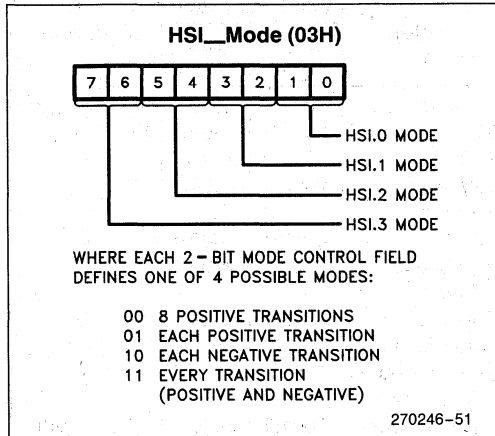 HSI__Mode (03H)
7 6 5 4 3 2 1 0
HSI.0 MODE
HSI.1 MODE
HSI.2 MODE
HSI.3 MODE
WHERE EACH 2-BIT MODE CONTROL FIELD
DEFINES ONE OF 4 POSSIBLE MODES:
00 8 POSITIVE TRANSITIONS
01 EACH POSITIVE TRANSITION
10 EACH NEGATIVE TRANSITION
11 EVERY TRANSITION
(POSITIVE AND NEGATIVE)
270246-51